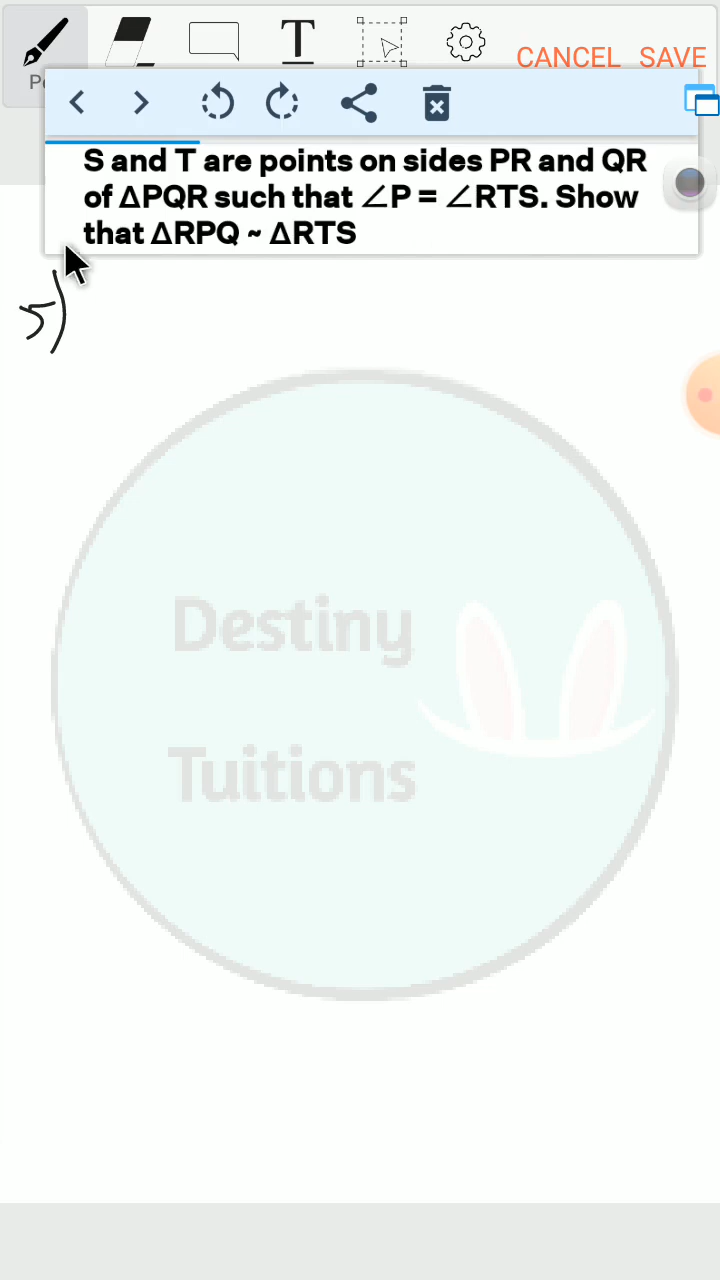 T
CANCEL SAVE
S and T are points on sides PR and QR
of ΔPQR such that ∠P = ∠RTS. Show
that ΔRPQ ~ ΔRTS
5)
Destiny
Tuitions